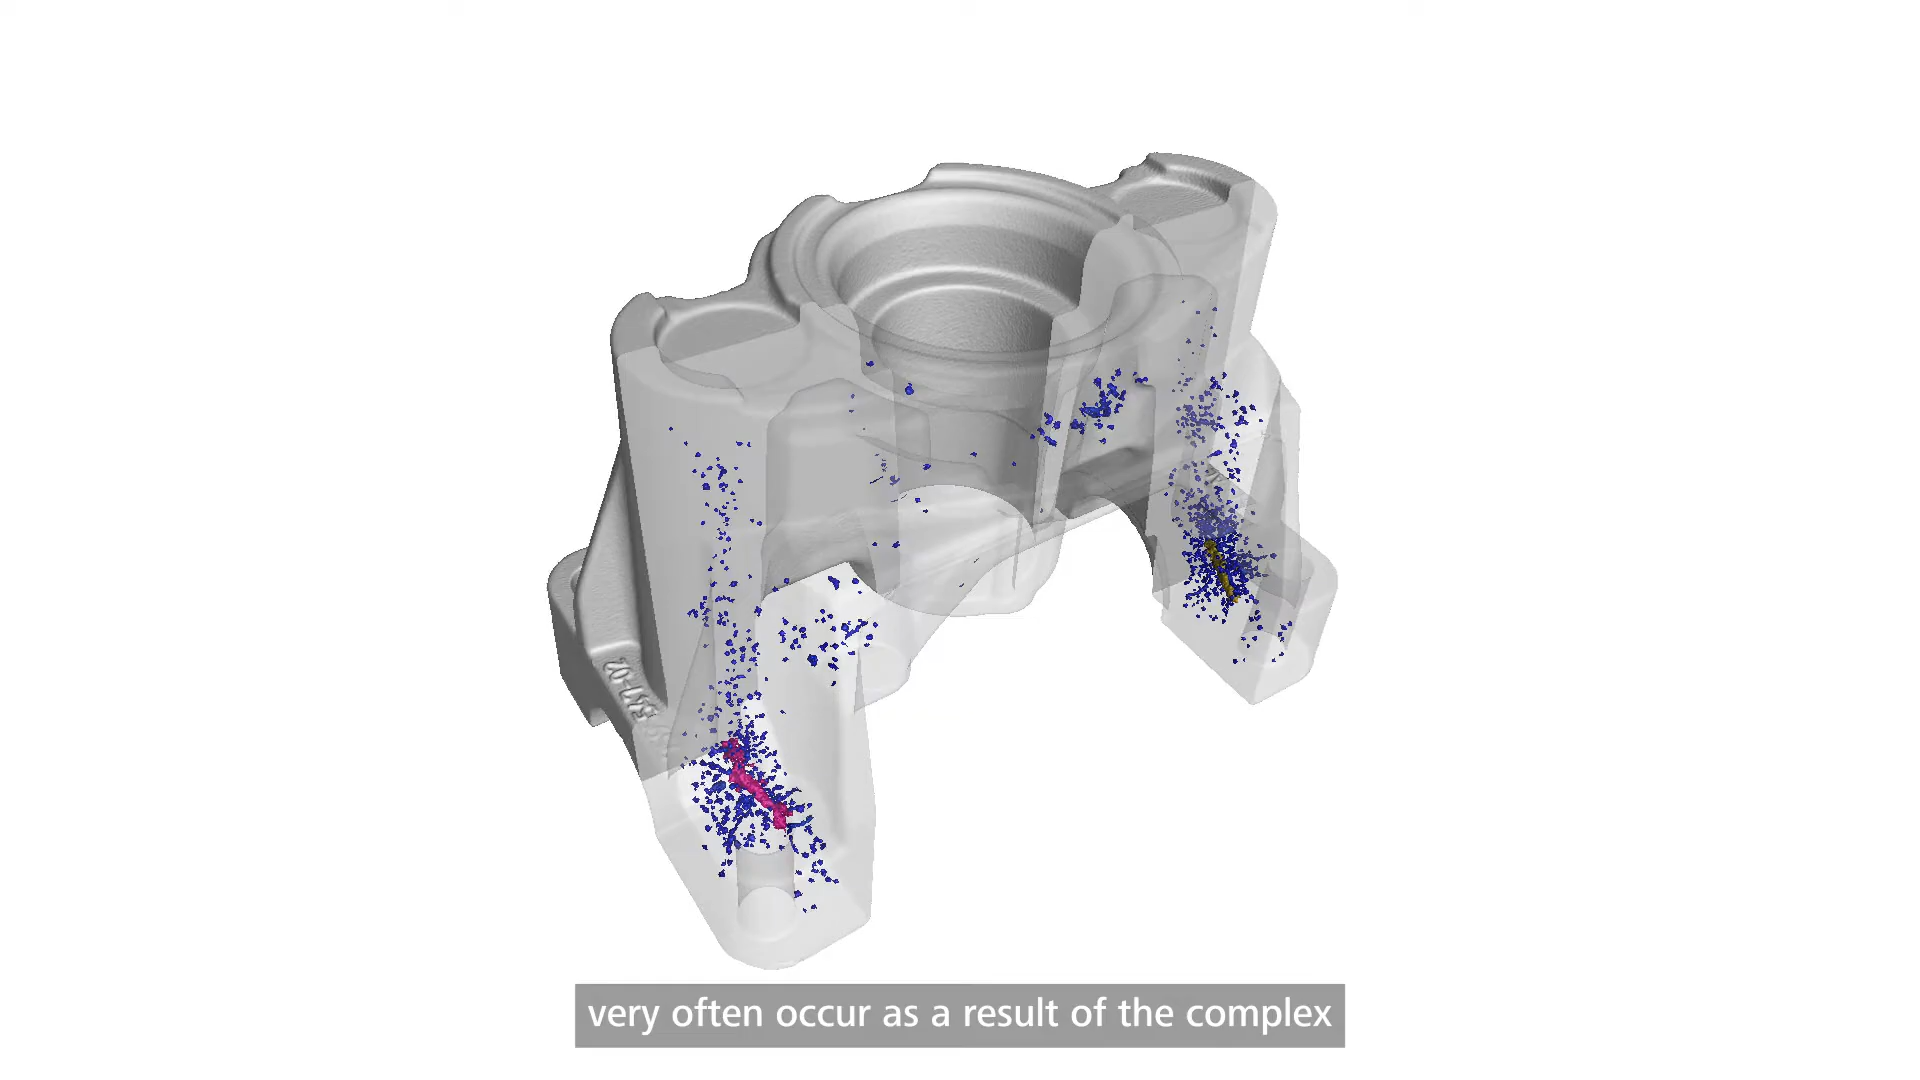 very often occur as a result of the complex